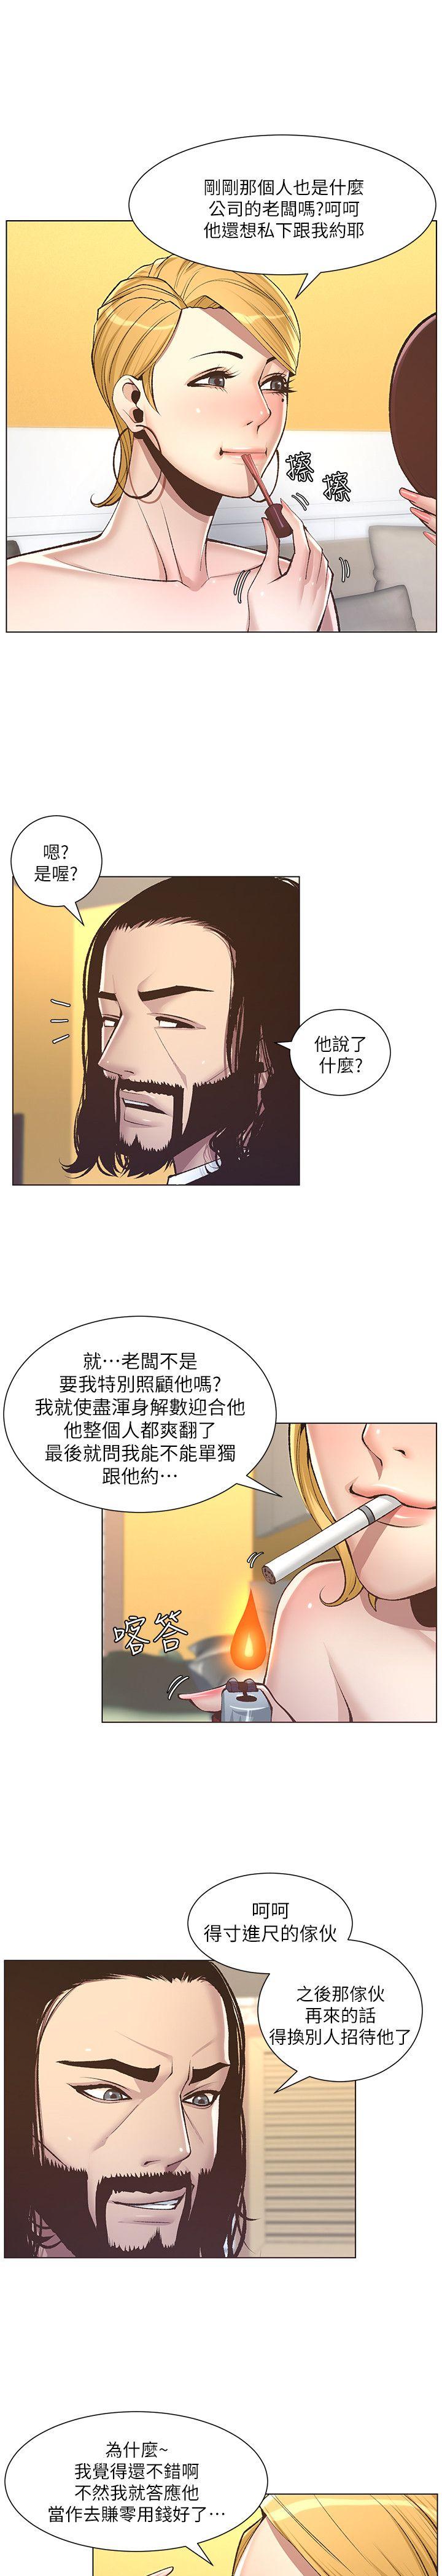 剛剛那個人也是什麼
公司的老闆嗎?呵呵
他還想私下跟我約耶
擦
擦
嗯?
是喔?
他說了
什麼?
就…老闆不是
要我特別照顧他嗎?
我就使盡渾身解數迎合他
他整個人都爽翻了
最後就問我能不能單獨
跟他約…
喀答
呵呵
得寸進尺的傢伙
之後那傢伙
再來的話
得換別人招待他了
為什麼~
我覺得還不錯啊
不然我就答應他
當作去賺零用錢好了…